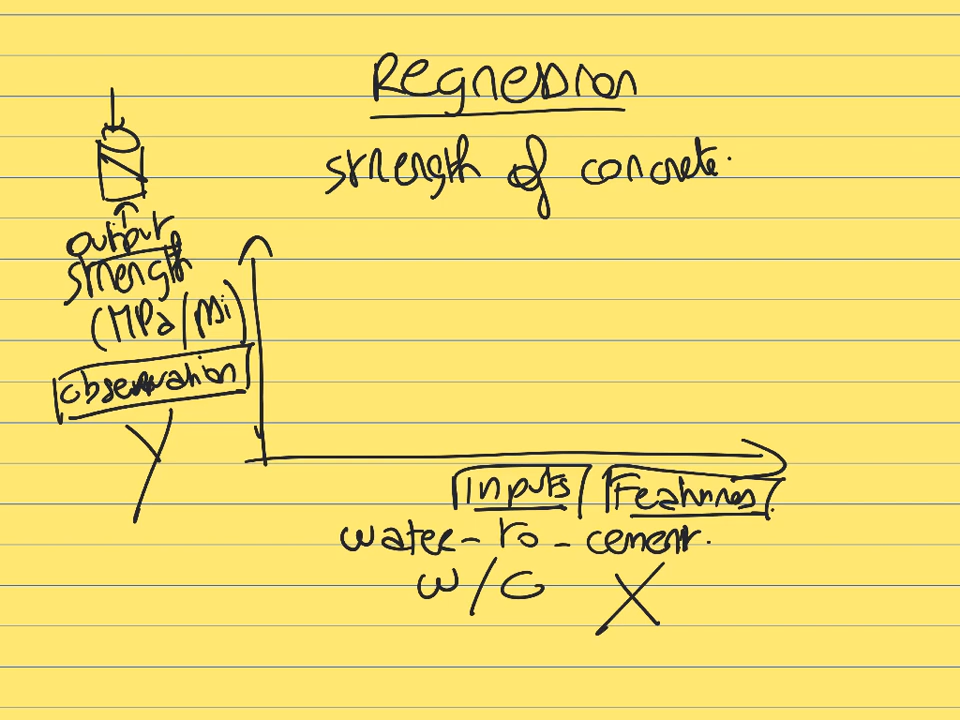 Regression
strength of concrete.
output
strength
(MPa/psi)
observation
Y
Inputs Features
water-to-cement.
W/C X